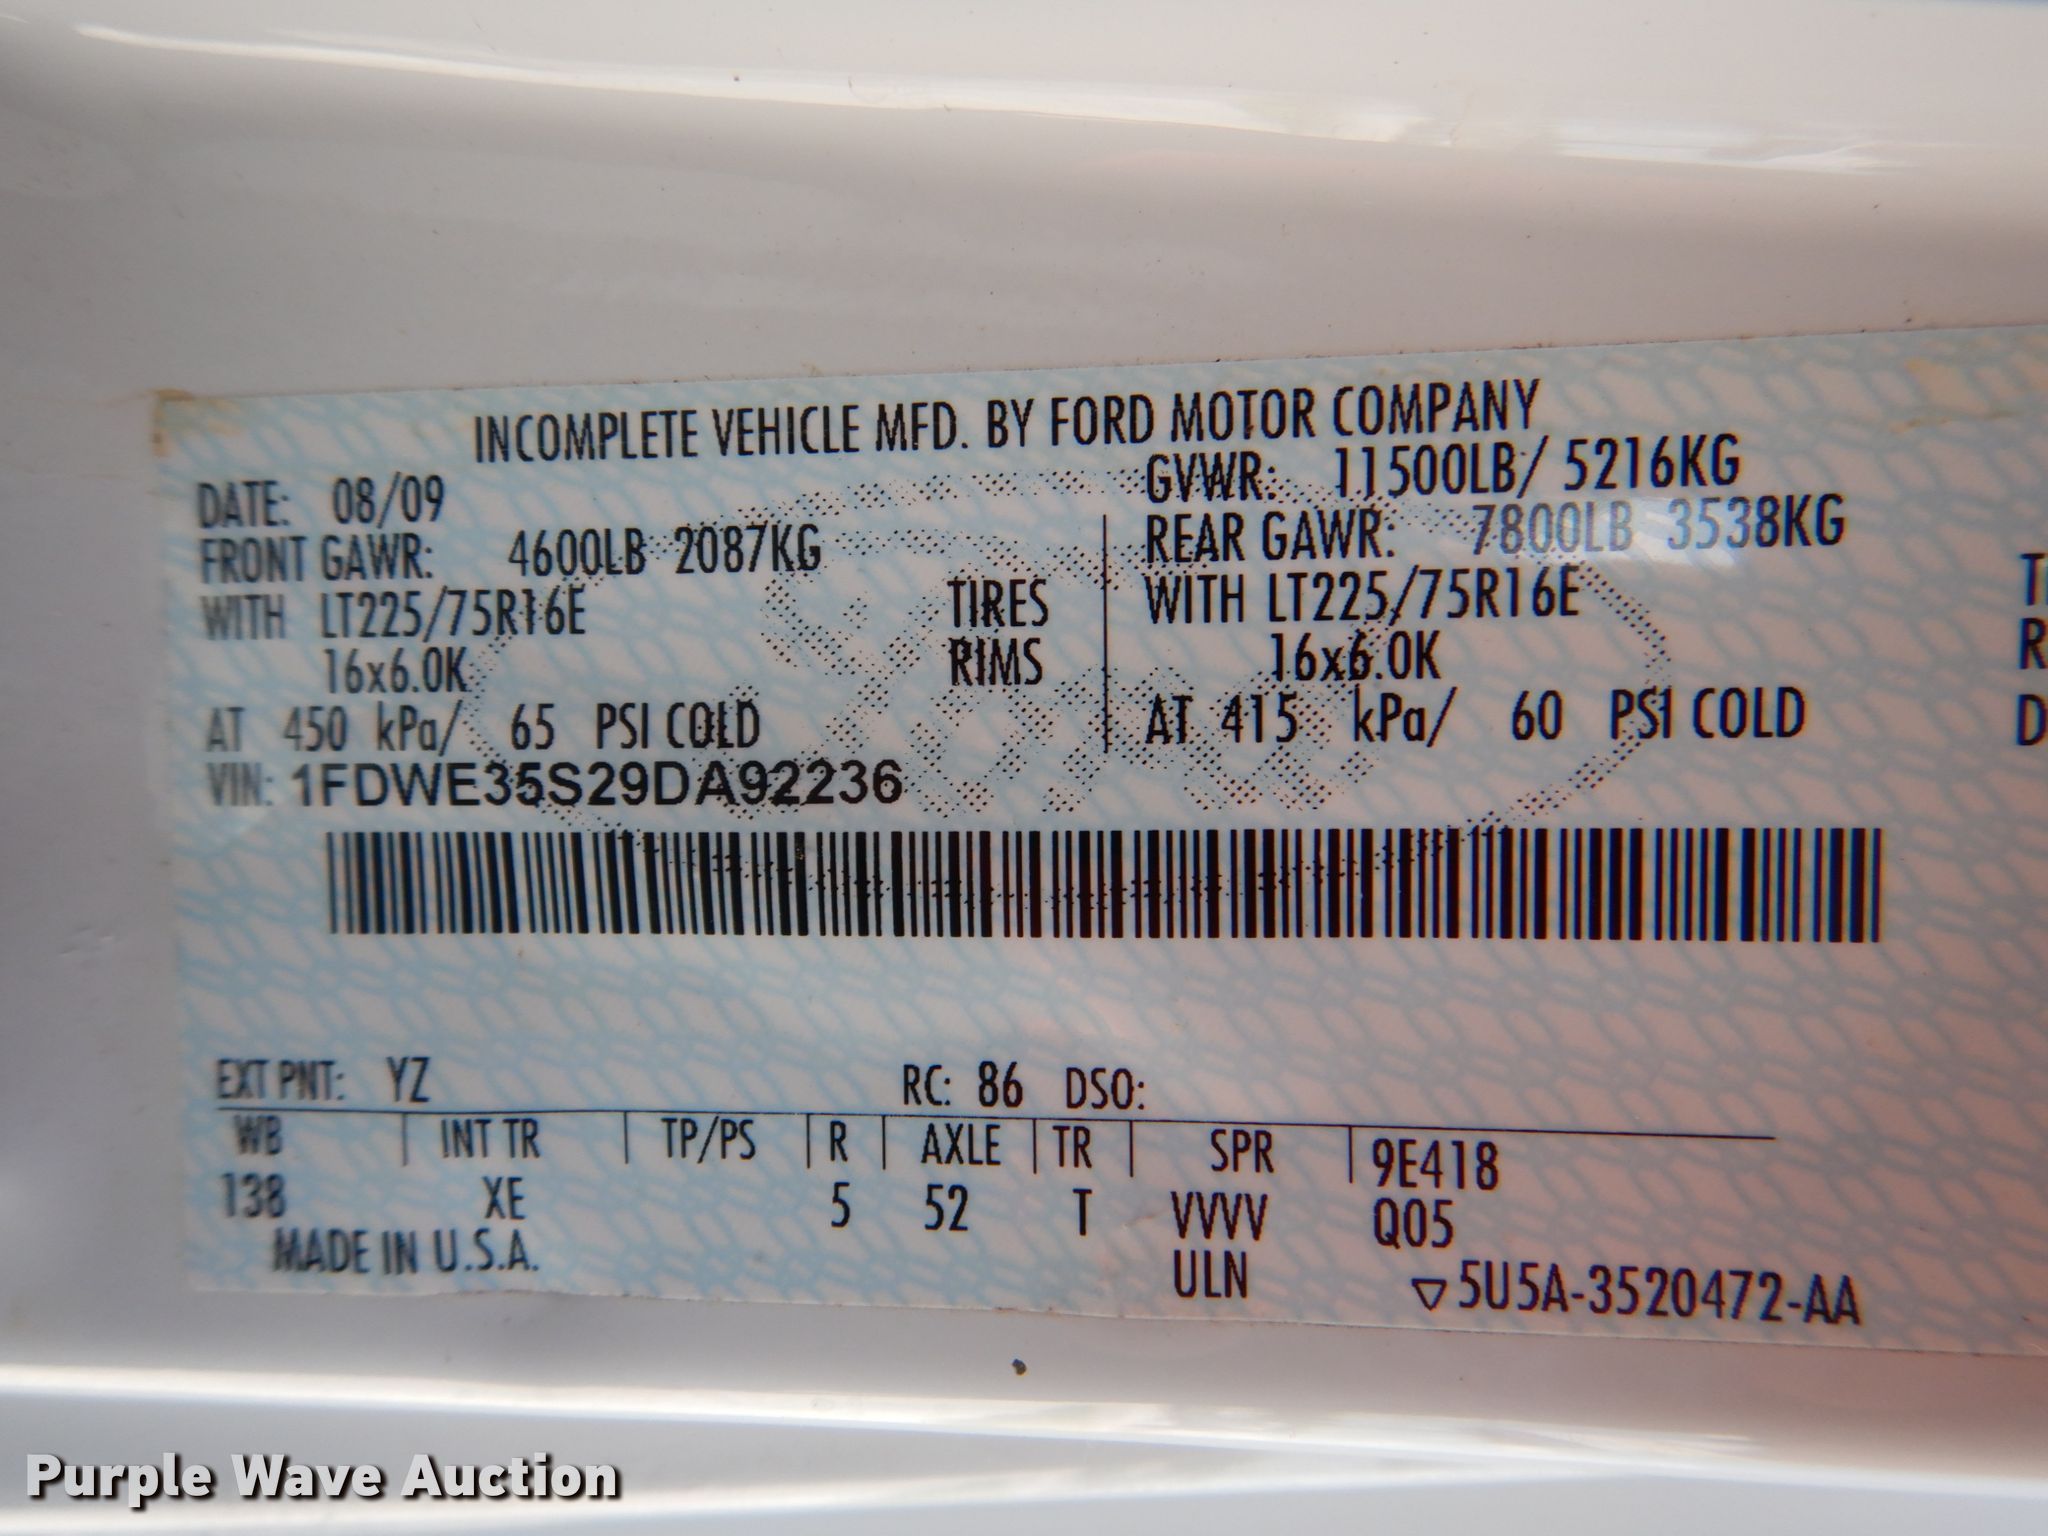 INCOMPLETE VEHICLE MFD. BY FORD MOTOR COMPANY
DATE: 08/09 GVWR: 11500LB/ 5216KG
FRONT GAWR: 4600LB 2087KG REAR GAWR: 7800LB 3538KG
WITH LT225/75R16E TIRES WITH LT225/75R16E
16x6.0K RIMS 16x6.0K
AT 450 kPa/ 65 PSI COLD AT 415 kPa/ 60 PSI COLD
VIN: 1FDWE35S29DA92236
EXT PNT: YZ RC: 86 DSO:
WB | INT TR | TP/PS | R | AXLE | TR | SPR | 9E418
138 XE 5 52 T VVVV Q05
MADE IN U.S.A. ULN ▽5U5A-3520472-AA
Purple Wave Auction